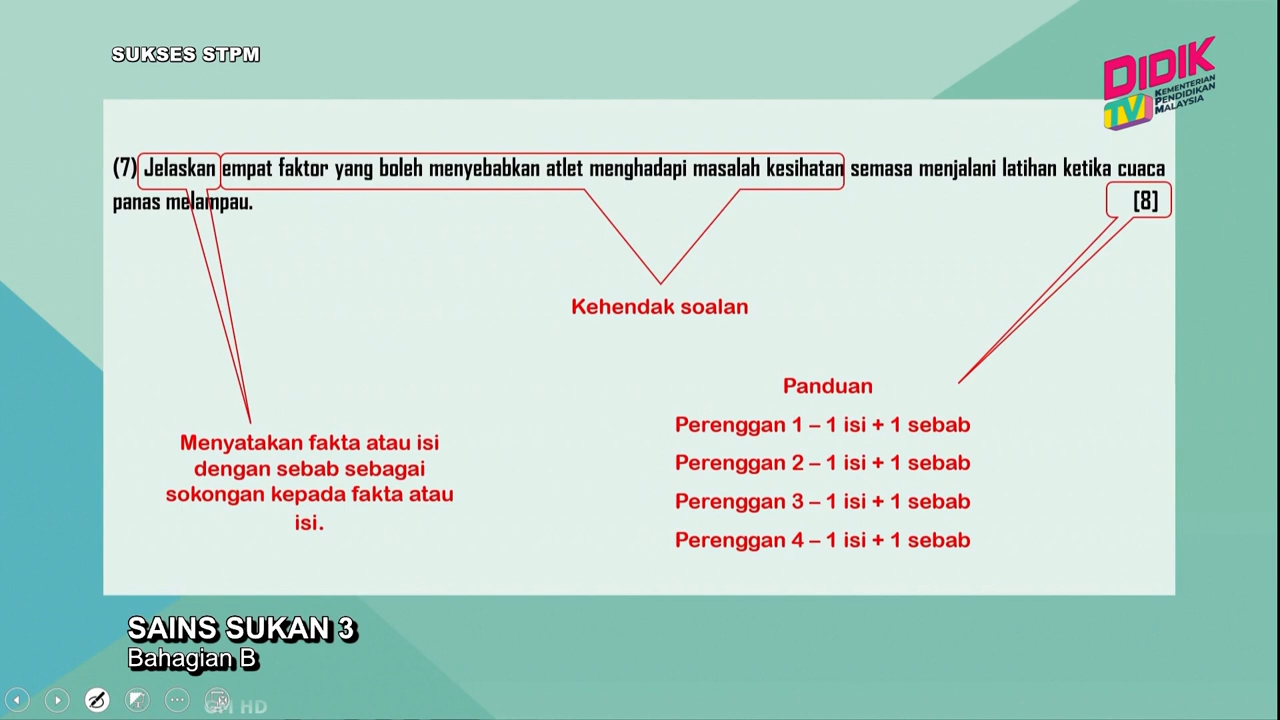 SUKSES STPM
DIDIK
TV
KEMENTERIAN
PENDIDIKAN
MALAYSIA
(7) Jelaskan empat faktor yang boleh menyebabkan atlet menghadapi masalah kesihatan semasa menjalani latihan ketika cuaca
panas melampau. [8]
Kehendak soalan
Panduan
Perenggan 1 – 1 isi + 1 sebab
Perenggan 2 – 1 isi + 1 sebab
Perenggan 3 – 1 isi + 1 sebab
Perenggan 4 – 1 isi + 1 sebab
Menyatakan fakta atau isi
dengan sebab sebagai
sokongan kepada fakta atau
isi.
SAINS SUKAN 3
Bahagian B
HD